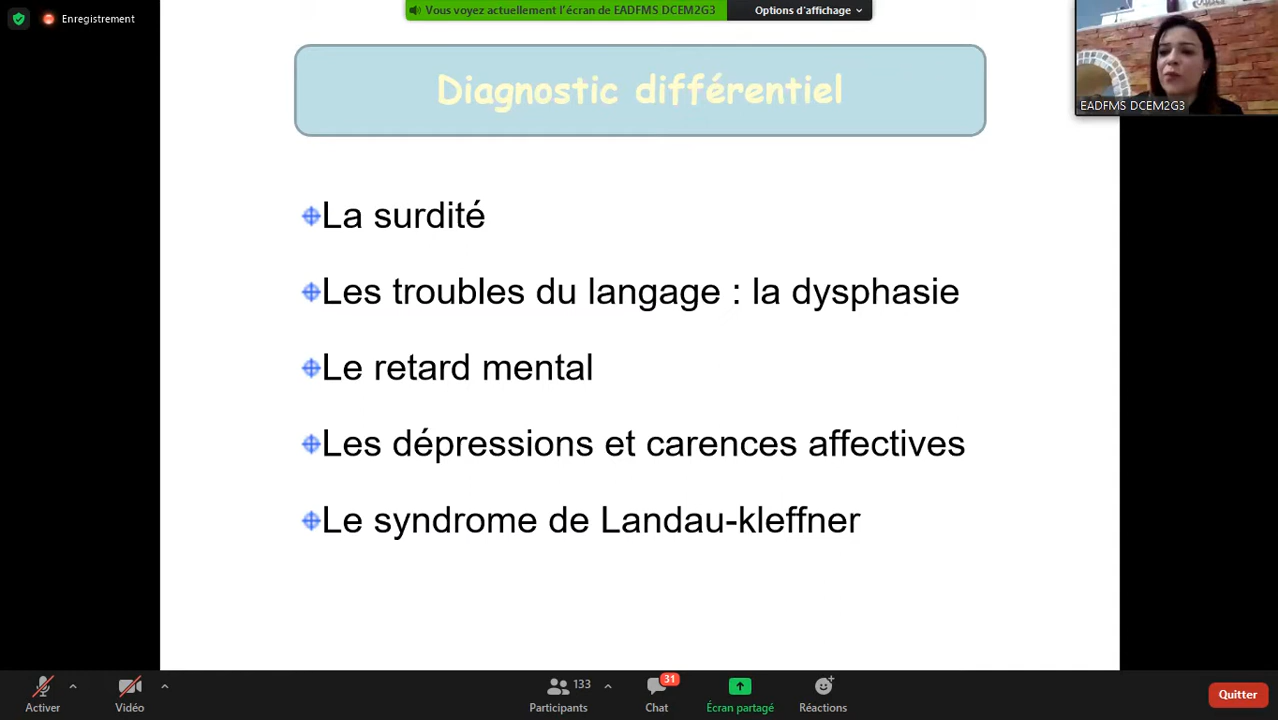 Enregistrement
Vous voyez actuellement l'écran de EADFMS DCEM2G3
Options d'affichage
EADFMS DCEM2G3
Diagnostic différentiel
La surdité
Les troubles du langage : la dysphasie
Le retard mental
Les dépressions et carences affectives
Le syndrome de Landau-kleffner
Activer
Vidéo
133
Participants
31
Chat
Écran partagé
Réactions
Quitter